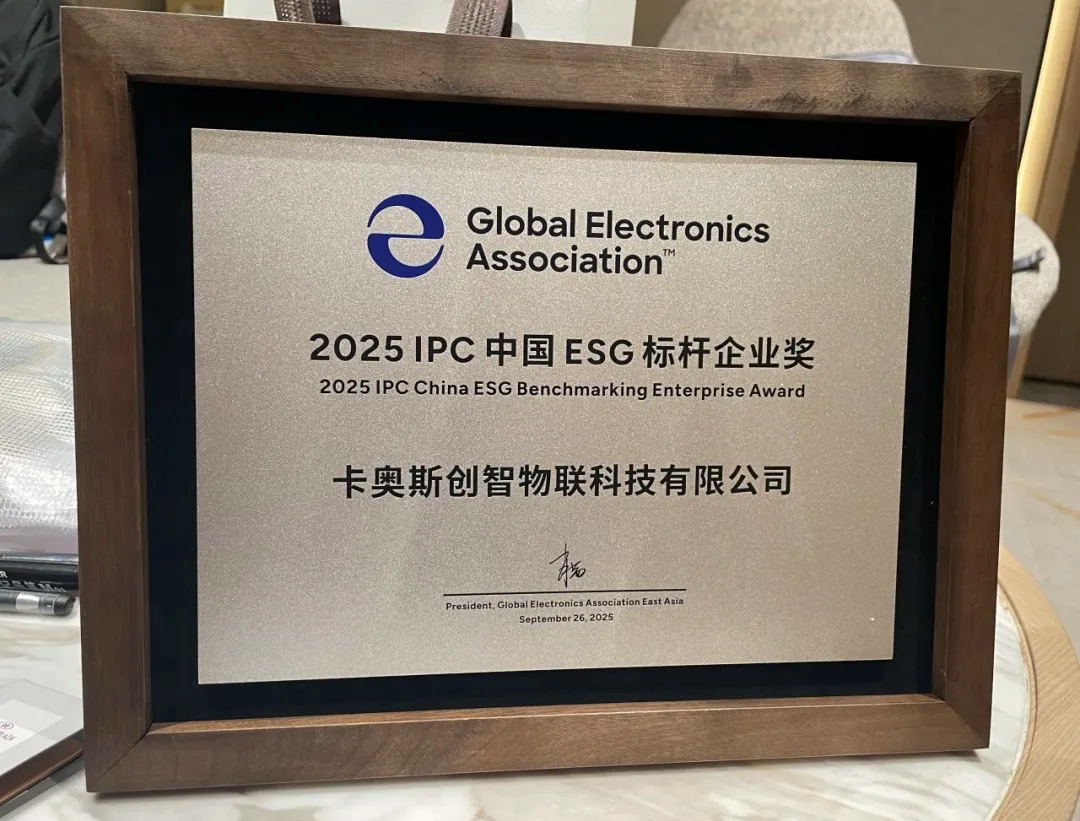 Global Electronics
Association™
2025 IPC 中国 ESG 标杆企业奖
2025 IPC China ESG Benchmarking Enterprise Award
卡奥斯创智物联科技有限公司
President, Global Electronics Association East Asia
September 26, 2025